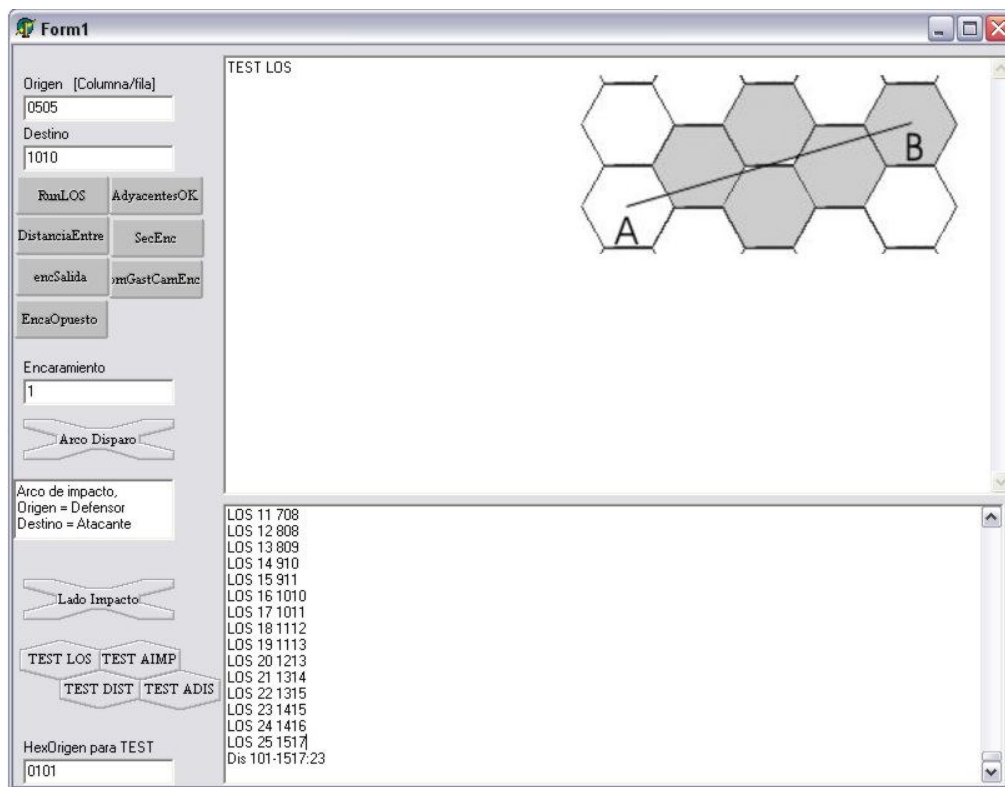 Form1
Origen [Columna/fila]
0505
Destino
1010
RunLOS AdyacentesOK
DistanciaEntre SecEnc
encSalida omGastCamEnc
EncaOpuesto
Encaramiento
1
Arco Disparo
Arco de impacto,
Origen = Defensor
Destino = Atacante
Lado Impacto
TEST LOS TEST AIMP
TEST DIST TEST ADIS
HexOrigen para TEST
0101
TEST LOS
A
B
LOS 11 708
LOS 12 808
LOS 13 809
LOS 14 910
LOS 15 911
LOS 16 1010
LOS 17 1011
LOS 18 1112
LOS 19 1113
LOS 20 1213
LOS 21 1314
LOS 22 1315
LOS 23 1415
LOS 24 1416
LOS 25 1517
Dis 101-1517:23